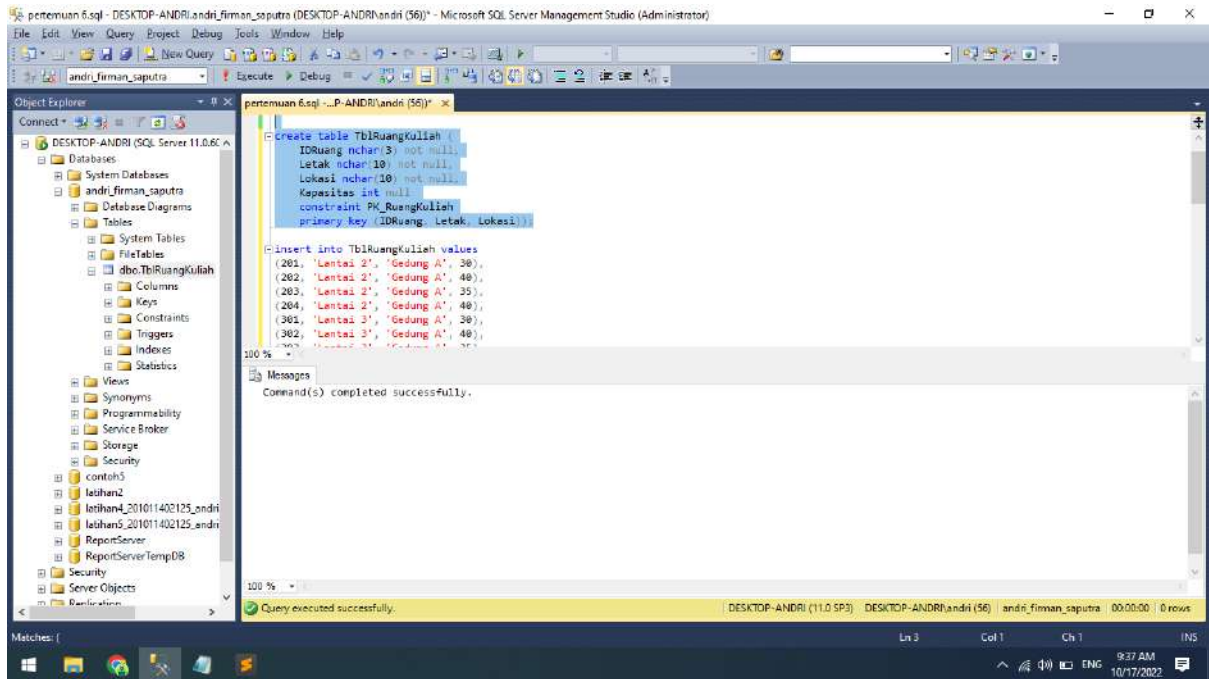 pertemuan 6.sql - DESKTOP-ANDRI.andri_firman_saputra (DESKTOP-ANDRI\andri (56))* - Microsoft SQL Server Management Studio (Administrator)
File Edit View Query Project Debug Tools Window Help
New Query
andri_firman_saputra Execute Debug
Object Explorer
Connect
DESKTOP-ANDRI (SQL Server 11.0.60
Databases
System Databases
andri_firman_saputra
Database Diagrams
Tables
System Tables
FileTables
dbo.TblRuangKuliah
Columns
Keys
Constraints
Triggers
Indexes
Statistics
Views
Synonyms
Programmability
Service Broker
Storage
Security
contoh5
latihan2
latihan4_201011402125_andri
latihan5_201011402125_andri
ReportServer
ReportServerTempDB
Security
Server Objects
Replication
pertemuan 6.sql -...P-ANDRI\andri (56))*
create table TblRuangKuliah (
IDRuang nchar(3) not null,
Letak nchar(10) not null,
Lokasi nchar(10) not null,
Kapasitas int null
constraint PK_RuangKuliah
primary key (IDRuang, Letak, Lokasi));
insert into TblRuangKuliah values
(201, 'Lantai 2', 'Gedung A', 30),
(202, 'Lantai 2', 'Gedung A', 40),
(203, 'Lantai 2', 'Gedung A', 35),
(204, 'Lantai 2', 'Gedung A', 40),
(301, 'Lantai 3', 'Gedung A', 30),
(302, 'Lantai 3', 'Gedung A', 40),
100 %
Messages
Command(s) completed successfully.
100 %
Query executed successfully. DESKTOP-ANDRI (11.0 SP3) DESKTOP-ANDRI\andri (56) andri_firman_saputra 00:00:00 0 rows
Matches: ( Ln 3 Col 1 Ch 1 INS
ENG 9:37 AM
10/17/2022